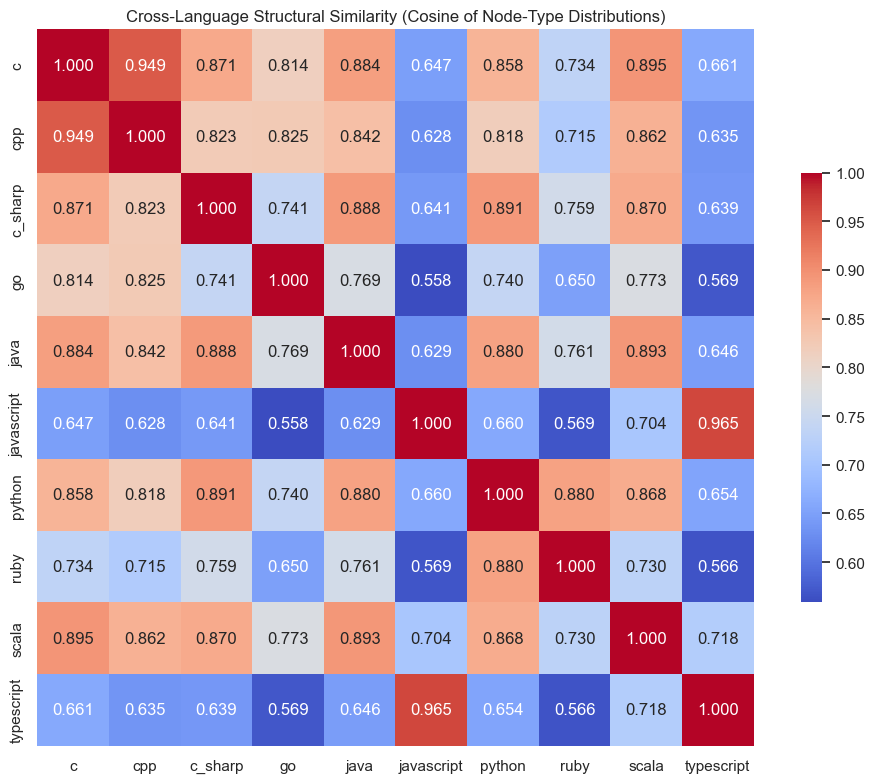 Cross-Language Structural Similarity (Cosine of Node-Type Distributions)
c 1.000 0.949 0.871 0.814 0.884 0.647 0.858 0.734 0.895 0.661
cpp 0.949 1.000 0.823 0.825 0.842 0.628 0.818 0.715 0.862 0.635
c_sharp 0.871 0.823 1.000 0.741 0.888 0.641 0.891 0.759 0.870 0.639
go 0.814 0.825 0.741 1.000 0.769 0.558 0.740 0.650 0.773 0.569
java 0.884 0.842 0.888 0.769 1.000 0.629 0.880 0.761 0.893 0.646
javascript 0.647 0.628 0.641 0.558 0.629 1.000 0.660 0.569 0.704 0.965
python 0.858 0.818 0.891 0.740 0.880 0.660 1.000 0.880 0.868 0.654
ruby 0.734 0.715 0.759 0.650 0.761 0.569 0.880 1.000 0.730 0.566
scala 0.895 0.862 0.870 0.773 0.893 0.704 0.868 0.730 1.000 0.718
typescript 0.661 0.635 0.639 0.569 0.646 0.965 0.654 0.566 0.718 1.000
c cpp c_sharp go java javascript python ruby scala typescript
1.00
0.95
0.90
0.85
0.80
0.75
0.70
0.65
0.60